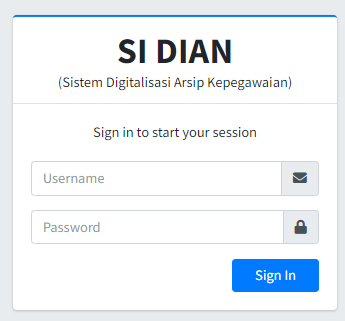 SI DIAN
(Sistem Digitalisasi Arsip Kepegawaian)
Sign in to start your session
Username
Password
Sign In